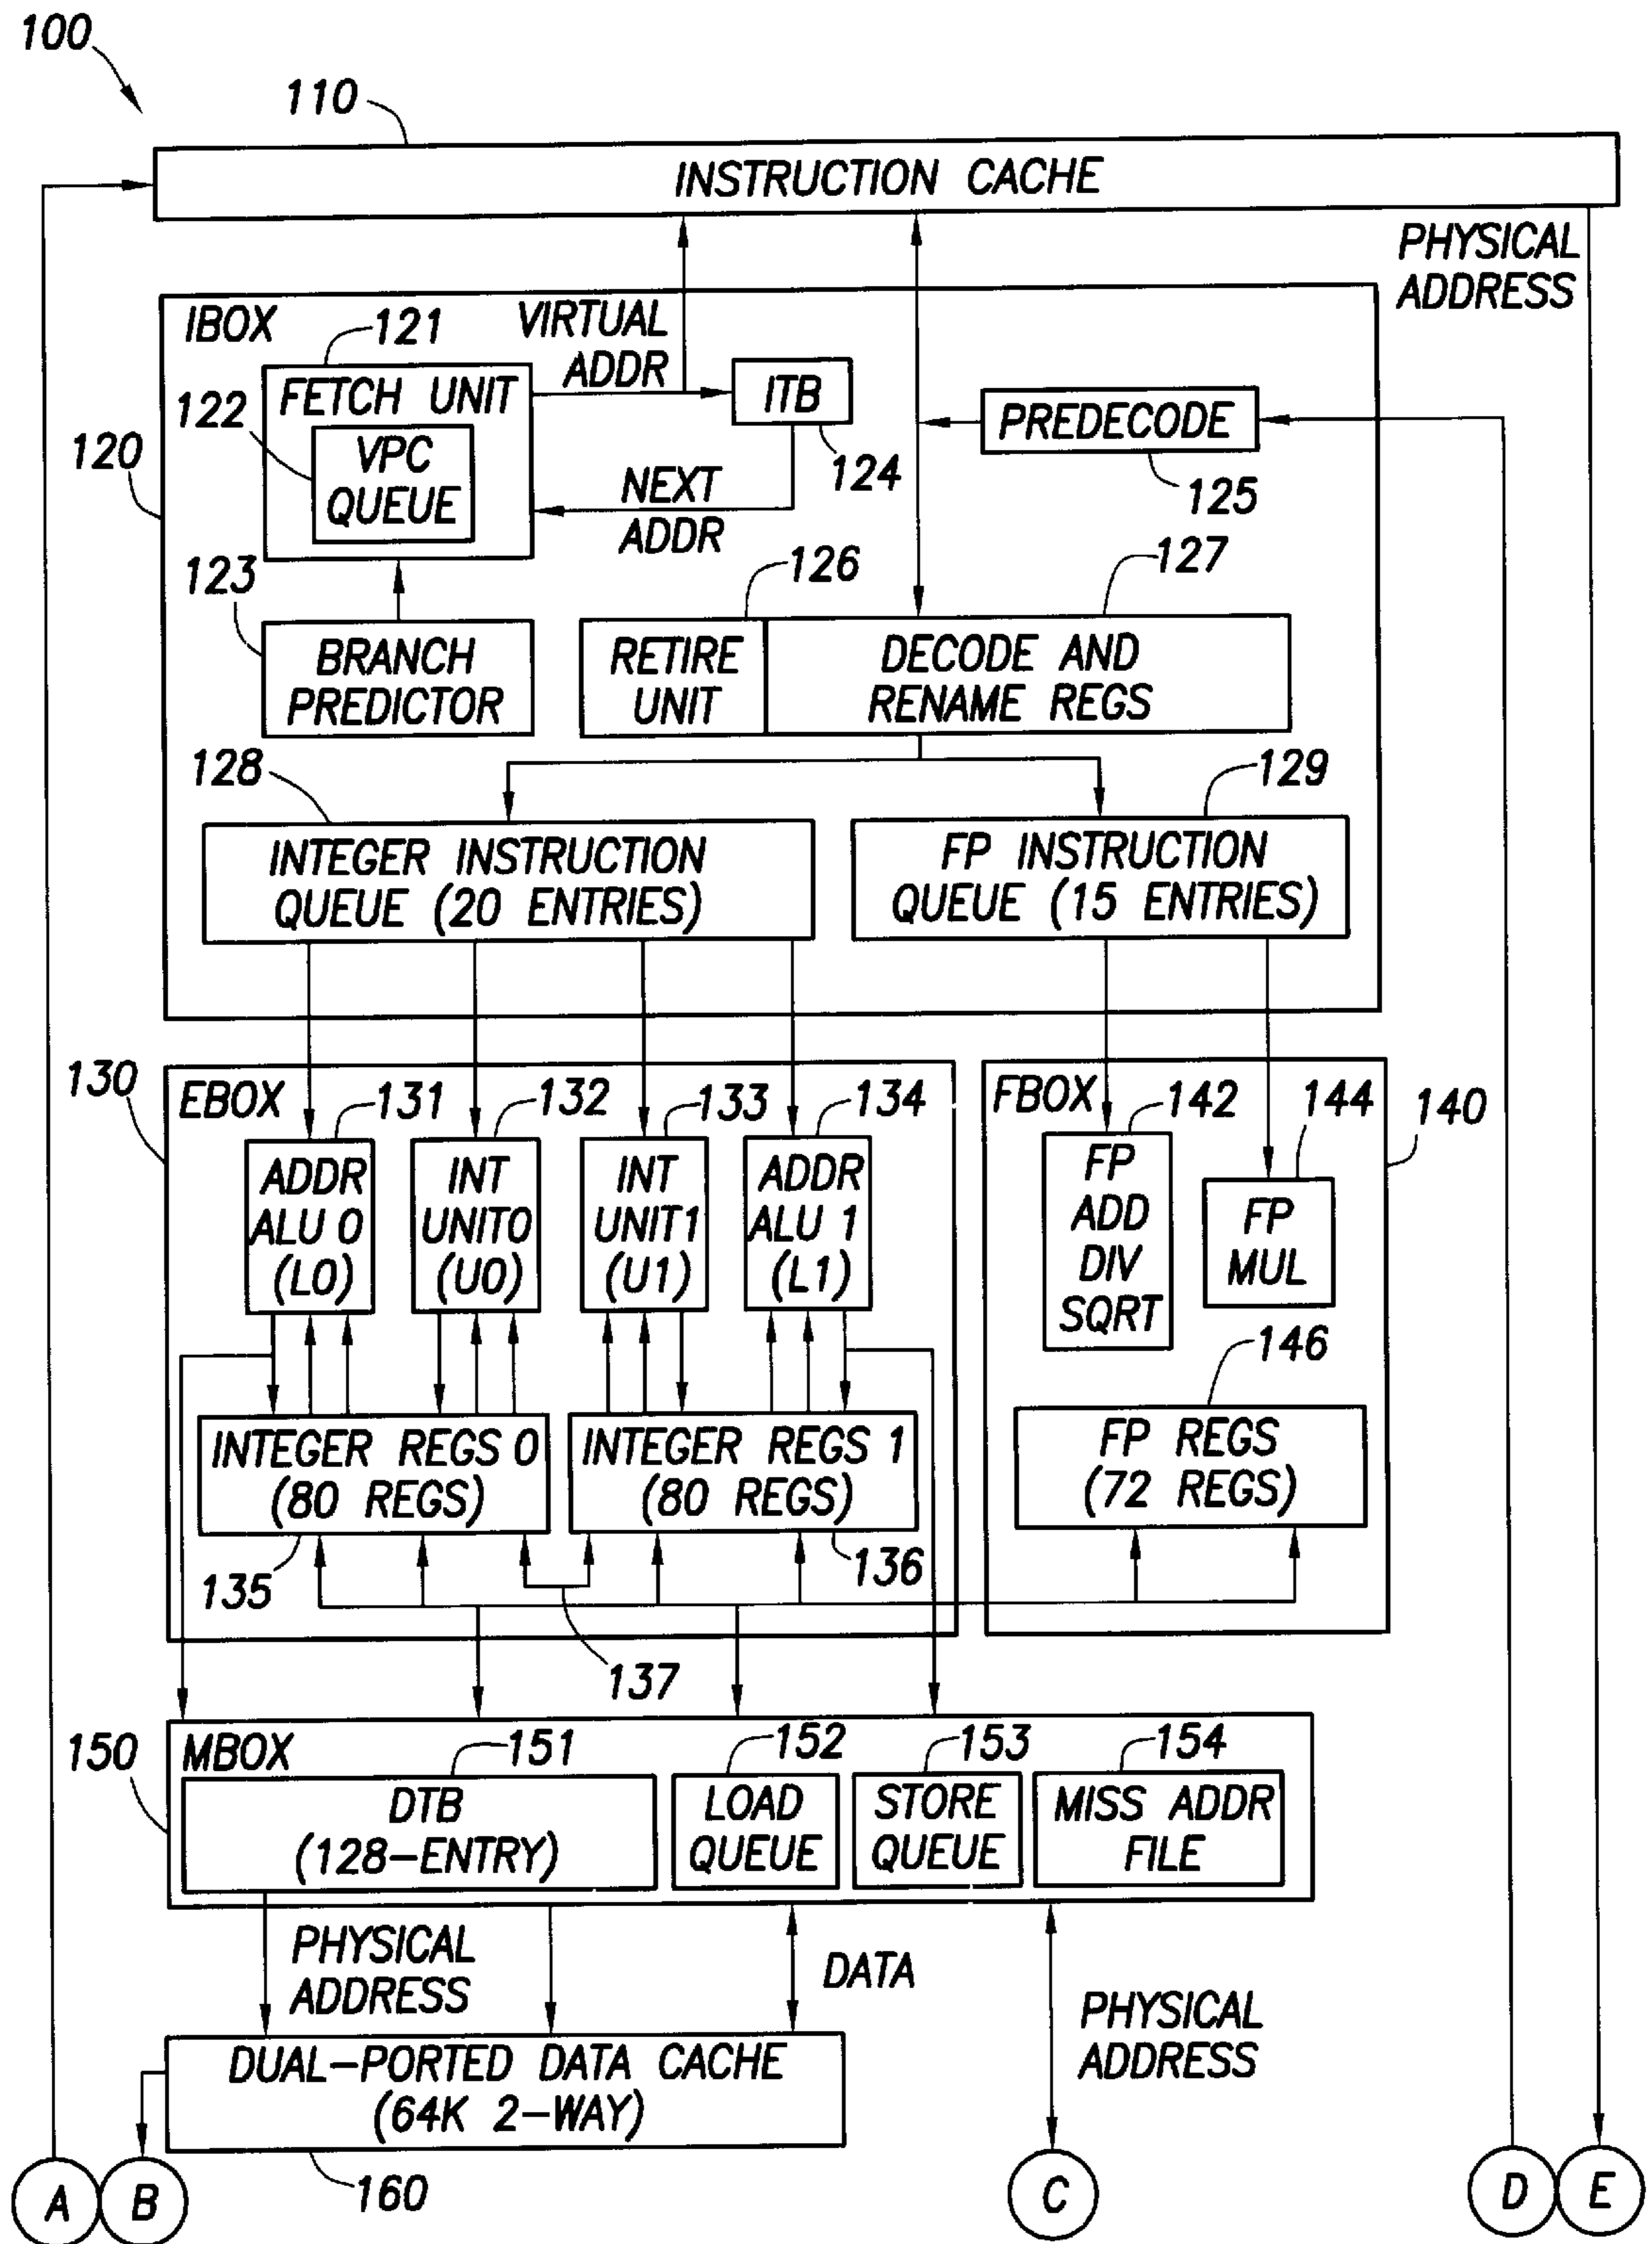 100
110
INSTRUCTION CACHE
PHYSICAL
ADDRESS
IBOX
121
VIRTUAL
ADDR
FETCH UNIT
122
VPC
QUEUE
ITB
124
PREDECODE
125
120
NEXT
ADDR
123
BRANCH
PREDICTOR
126
127
RETIRE
UNIT
DECODE AND
RENAME REGS
128
129
INTEGER INSTRUCTION
QUEUE (20 ENTRIES)
FP INSTRUCTION
QUEUE (15 ENTRIES)
130
EBOX
131
132
133
134
ADDR
ALU 0
(L0)
INT
UNIT0
(U0)
INT
UNIT1
(U1)
ADDR
ALU 1
(L1)
FBOX
142
144
140
FP
ADD
DIV
SQRT
FP
MUL
146
INTEGER REGS 0
(80 REGS)
INTEGER REGS 1
(80 REGS)
FP REGS
(72 REGS)
135
136
137
150
MBOX
151
152
153
154
DTB
(128-ENTRY)
LOAD
QUEUE
STORE
QUEUE
MISS ADDR
FILE
PHYSICAL
ADDRESS
DATA
PHYSICAL
ADDRESS
DUAL-PORTED DATA CACHE
(64K 2-WAY)
160
A
B
C
D
E